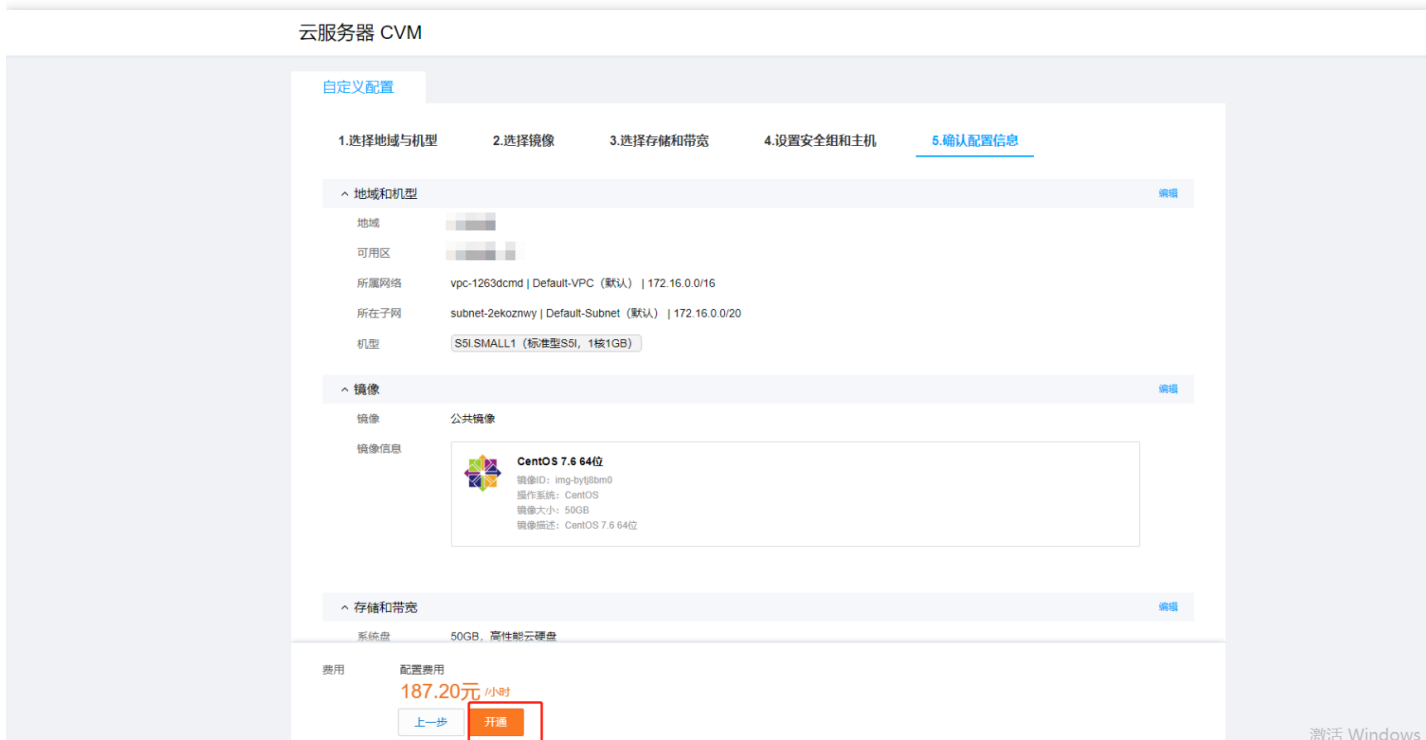 云服务器 CVM
自定义配置
1.选择地域与机型 2.选择镜像 3.选择存储和带宽 4.设置安全组和主机 5.确认配置信息
地域和机型 编辑
地域
可用区
所属网络 vpc-1263dcmd | Default-VPC（默认） | 172.16.0.0/16
所在子网 subnet-2ekoznwy | Default-Subnet（默认） | 172.16.0.0/20
机型 S5I.SMALL1（标准型S5I，1核1GB）
镜像 编辑
镜像 公共镜像
镜像信息
CentOS 7.6 64位
镜像ID：img-bytj8bm0
操作系统：CentOS
镜像大小：50GB
镜像描述：CentOS 7.6 64位
存储和带宽 编辑
系统盘 50GB，高性能云硬盘
费用 配置费用
187.20元 /小时
上一步 开通
激活 Windows